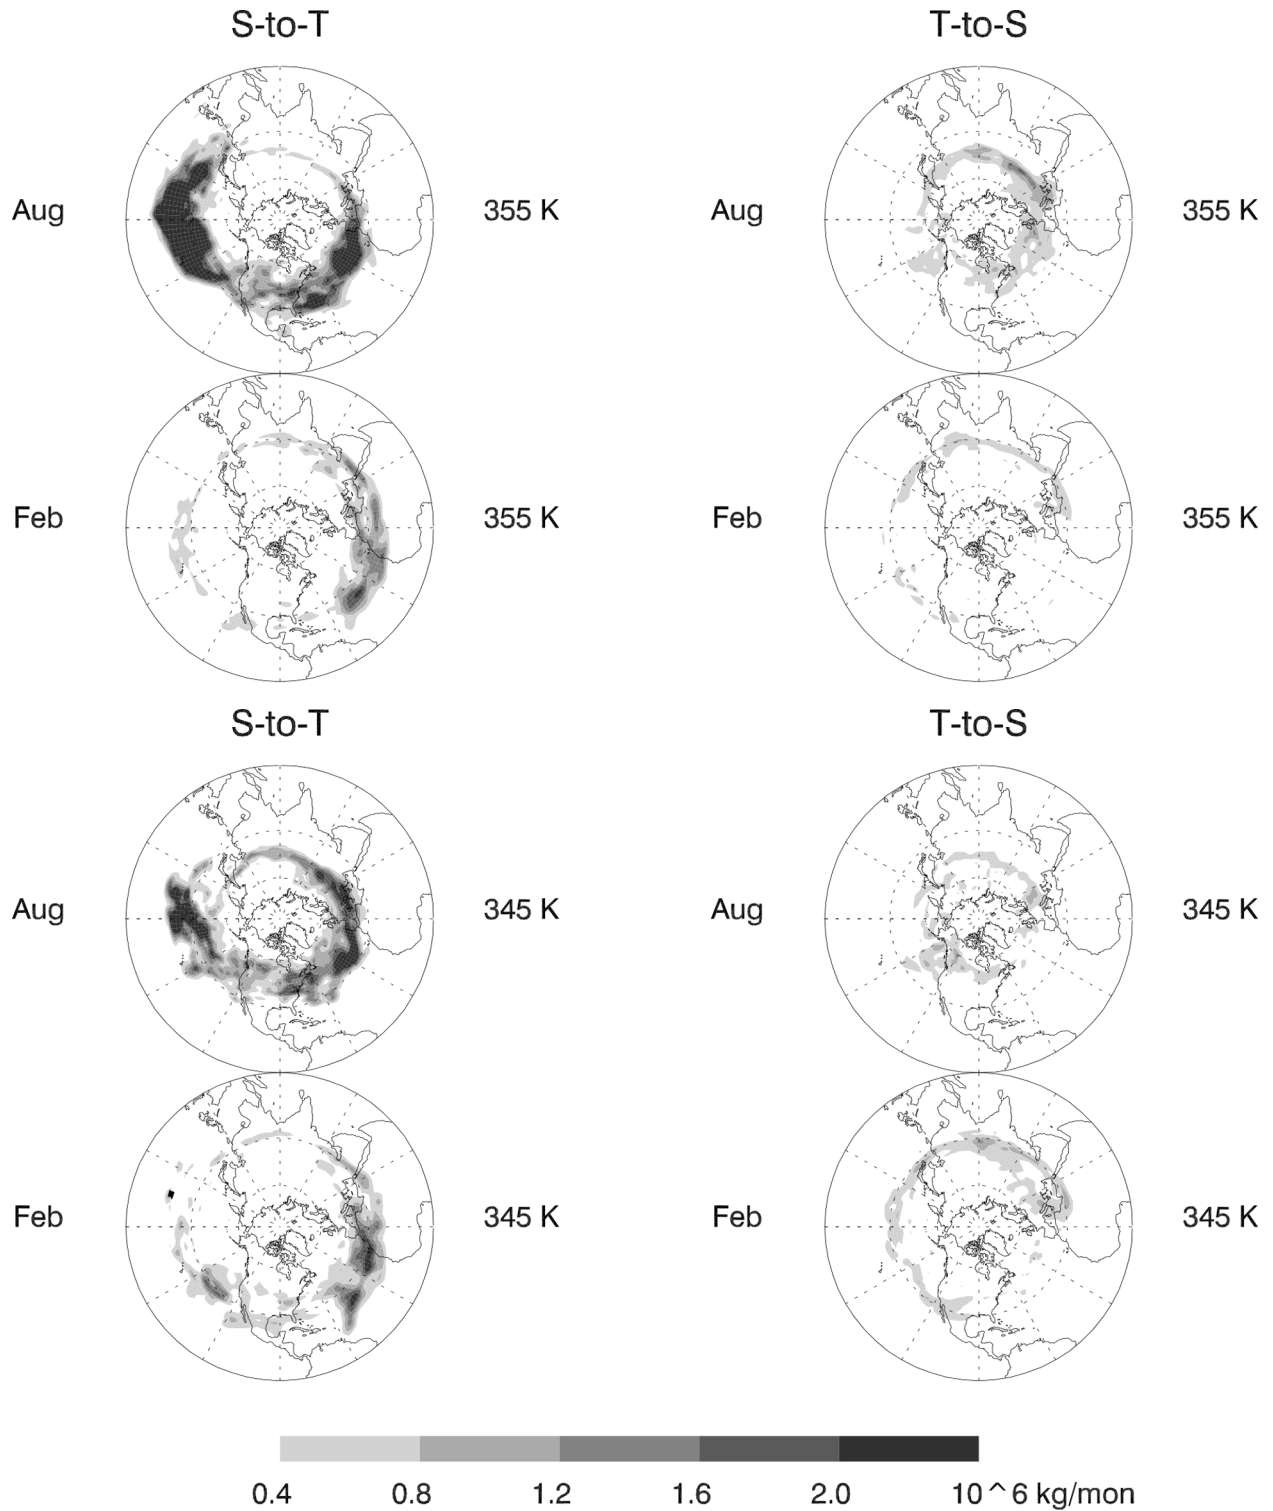 S-to-T T-to-S
Aug 355 K Aug 355 K
Feb 355 K Feb 355 K
S-to-T T-to-S
Aug 345 K Aug 345 K
Feb 345 K Feb 345 K
0.4 0.8 1.2 1.6 2.0 10^6 kg/mon